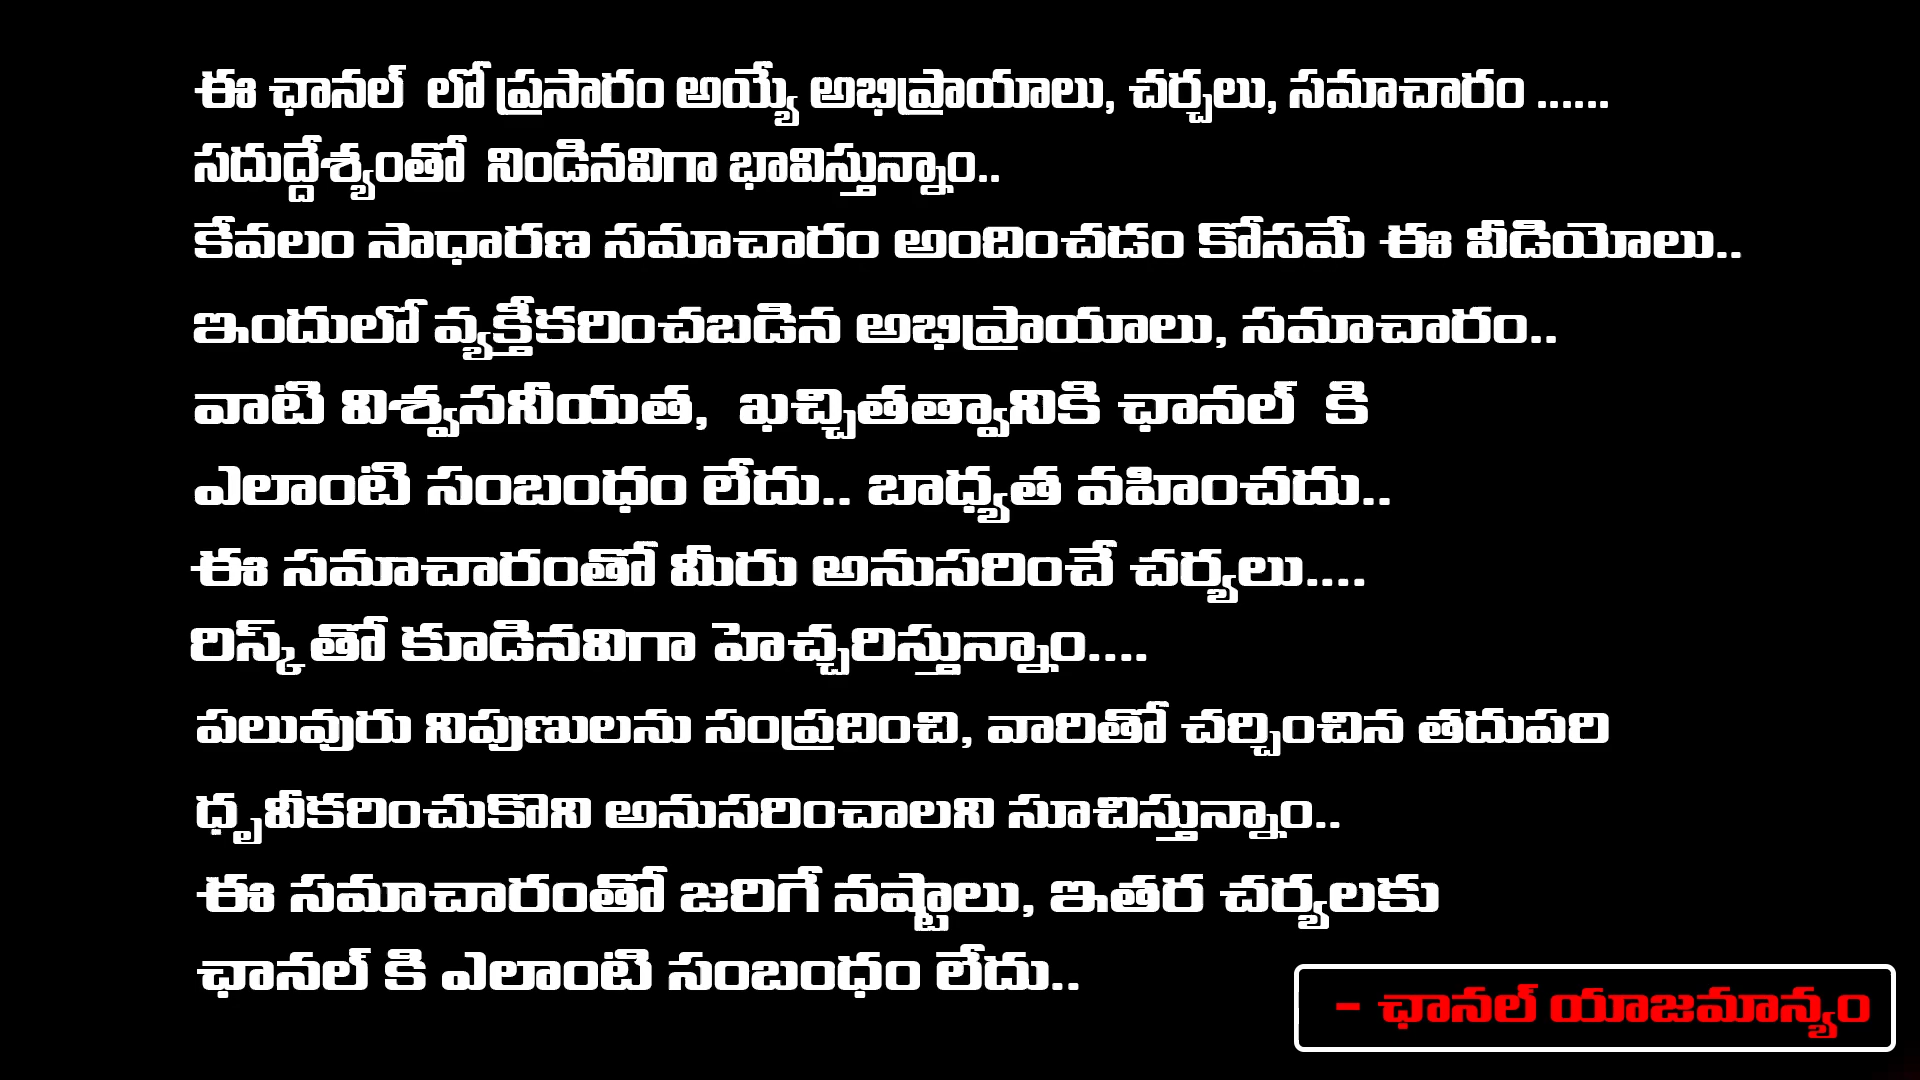 ఈ ఛానల్ లో ప్రసారం అయ్యే అభిప్రాయాలు, చర్చలు, సమాచారం ......
సదుద్దేశ్యంతో నిండినవిగా భావిస్తున్నాం..
కేవలం సాధారణ సమాచారం అందించడం కోసమే ఈ వీడియోలు..
ఇందులో వ్యక్తీకరించబడిన అభిప్రాయాలు, సమాచారం..
వాటి విశ్వసనీయత, ఖచ్చితత్వానికి ఛానల్ కి
ఎలాంటి సంబంధం లేదు.. బాధ్యత వహించదు..
ఈ సమాచారంతో మీరు అనుసరించే చర్యలు....
రిస్క్ తో కూడినవిగా హెచ్చరిస్తున్నాం....
పలువురు నిపుణులను సంప్రదించి, వారితో చర్చించిన తదుపరి
ధృవీకరించుకొని అనుసరించాలని సూచిస్తున్నాం..
ఈ సమాచారంతో జరిగే నష్టాలు, ఇతర చర్యలకు
ఛానల్ కి ఎలాంటి సంబంధం లేదు..
- ఛానల్ యాజమాన్యం